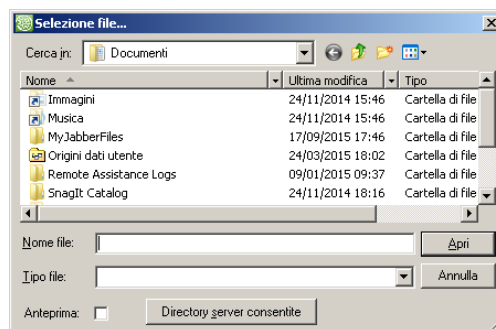 Selezione file...
Cerca in: Documenti
Nome Ultima modifica Tipo
Immagini 24/11/2014 15:46 Cartella di file
Musica 24/11/2014 15:46 Cartella di file
MyJabberFiles 17/09/2015 17:46 Cartella di file
Origini dati utente 24/03/2015 18:02 Cartella di file
Remote Assistance Logs 09/01/2015 09:37 Cartella di file
SnagIt Catalog 24/11/2014 18:16 Cartella di file
Nome file: Apri
Tipo file: Annulla
Anteprima: Directory server consentite